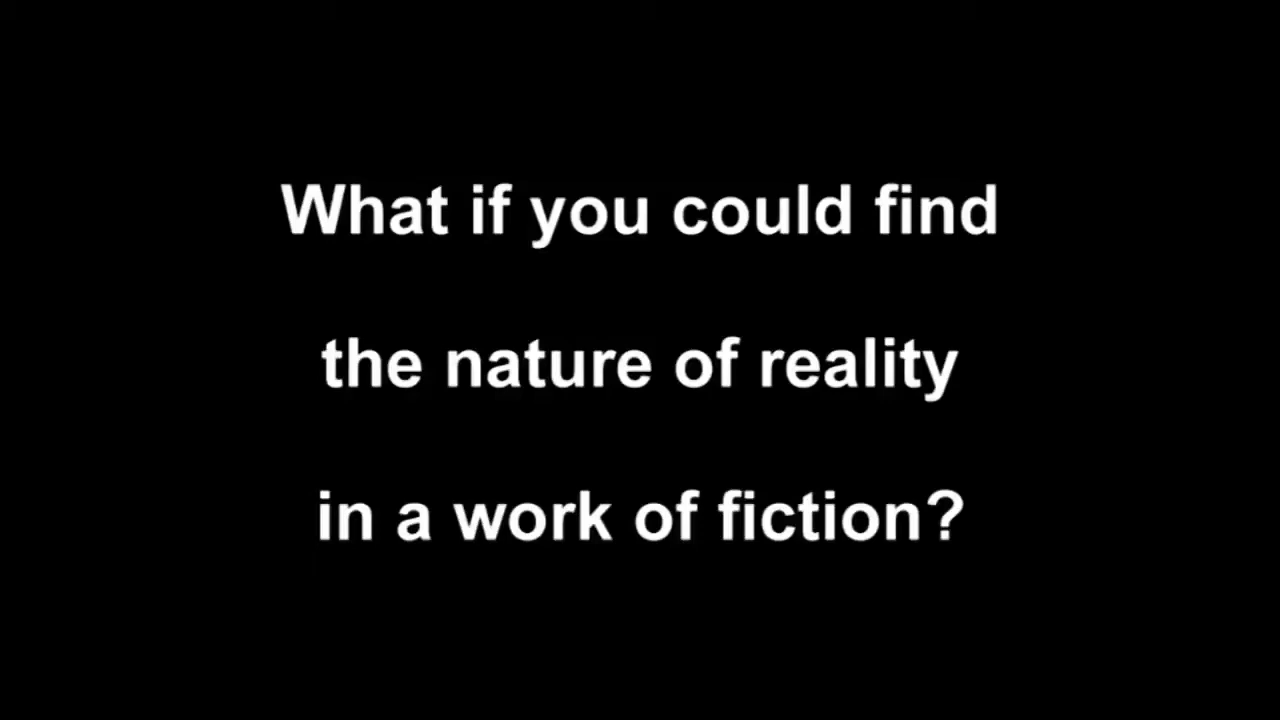 What if you could find
the nature of reality
in a work of fiction?